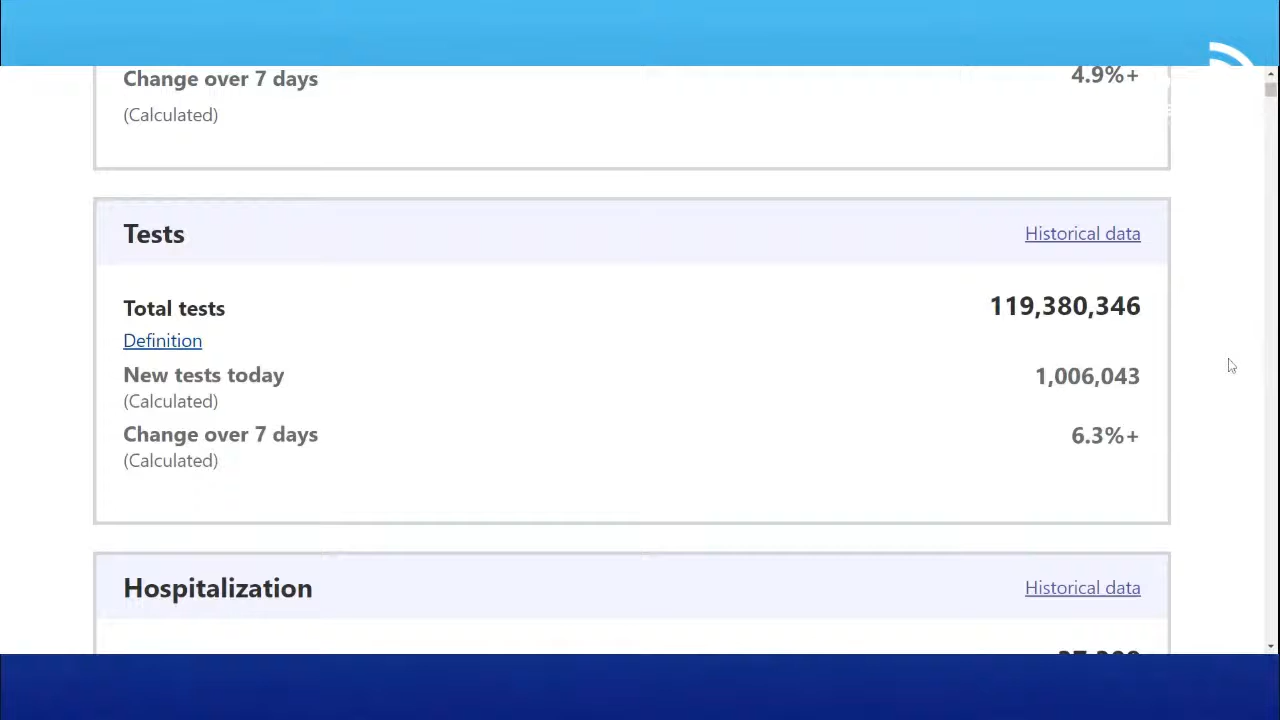 Change over 7 days 4.9%+
(Calculated)
Tests Historical data
Total tests 119,380,346
Definition
New tests today 1,006,043
(Calculated)
Change over 7 days 6.3%+
(Calculated)
Hospitalization Historical data